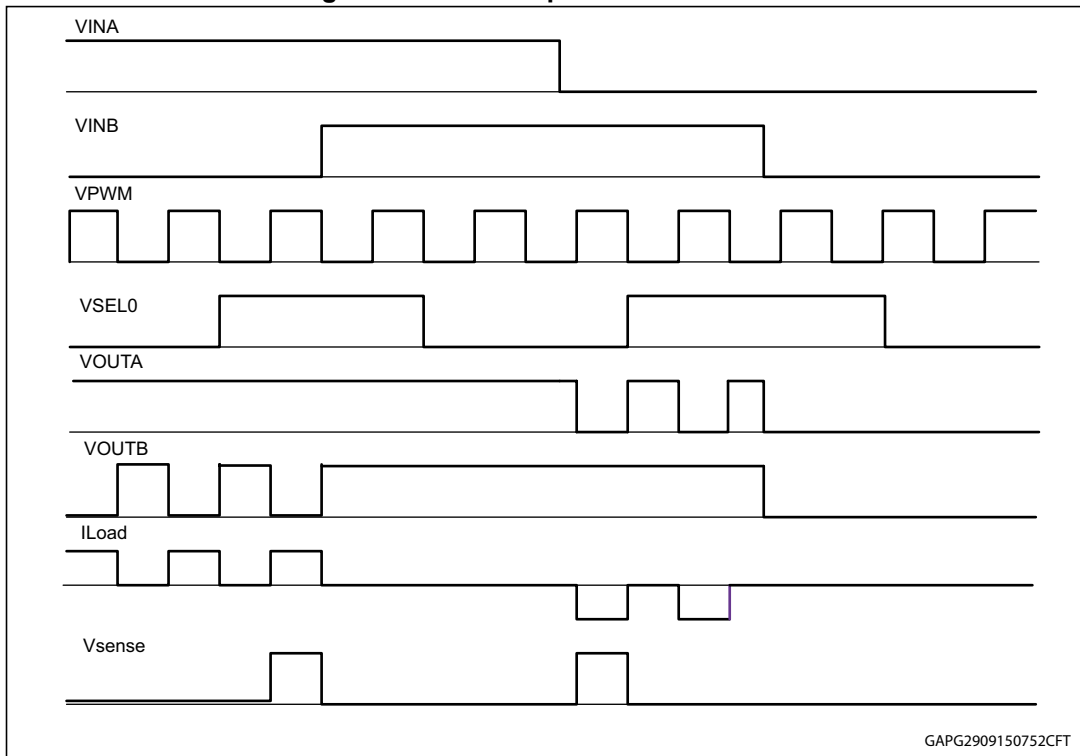 VINA
VINB
VPWM
VSEL0
VOUTA
VOUTB
ILoad
Vsense
GAPG2909150752CFT